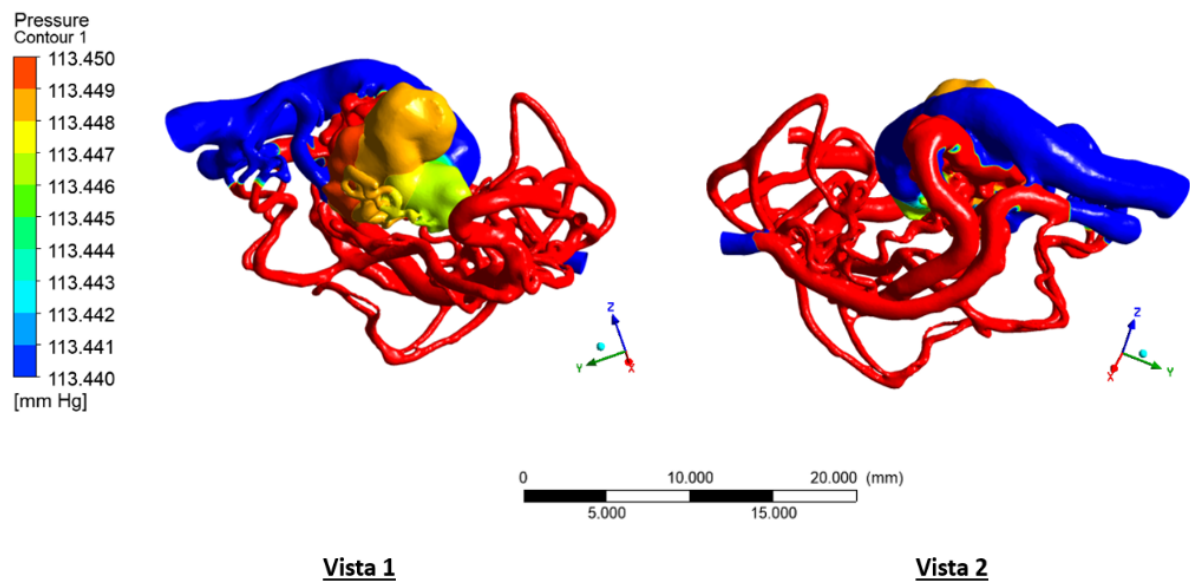 Pressure
Contour 1
113.450
113.449
113.448
113.447
113.446
113.445
113.444
113.443
113.442
113.441
113.440
[mm Hg]
Z
Y
X
Z
X
Y
0 10.000 20.000 (mm)
5.000 15.000
Vista 1 Vista 2